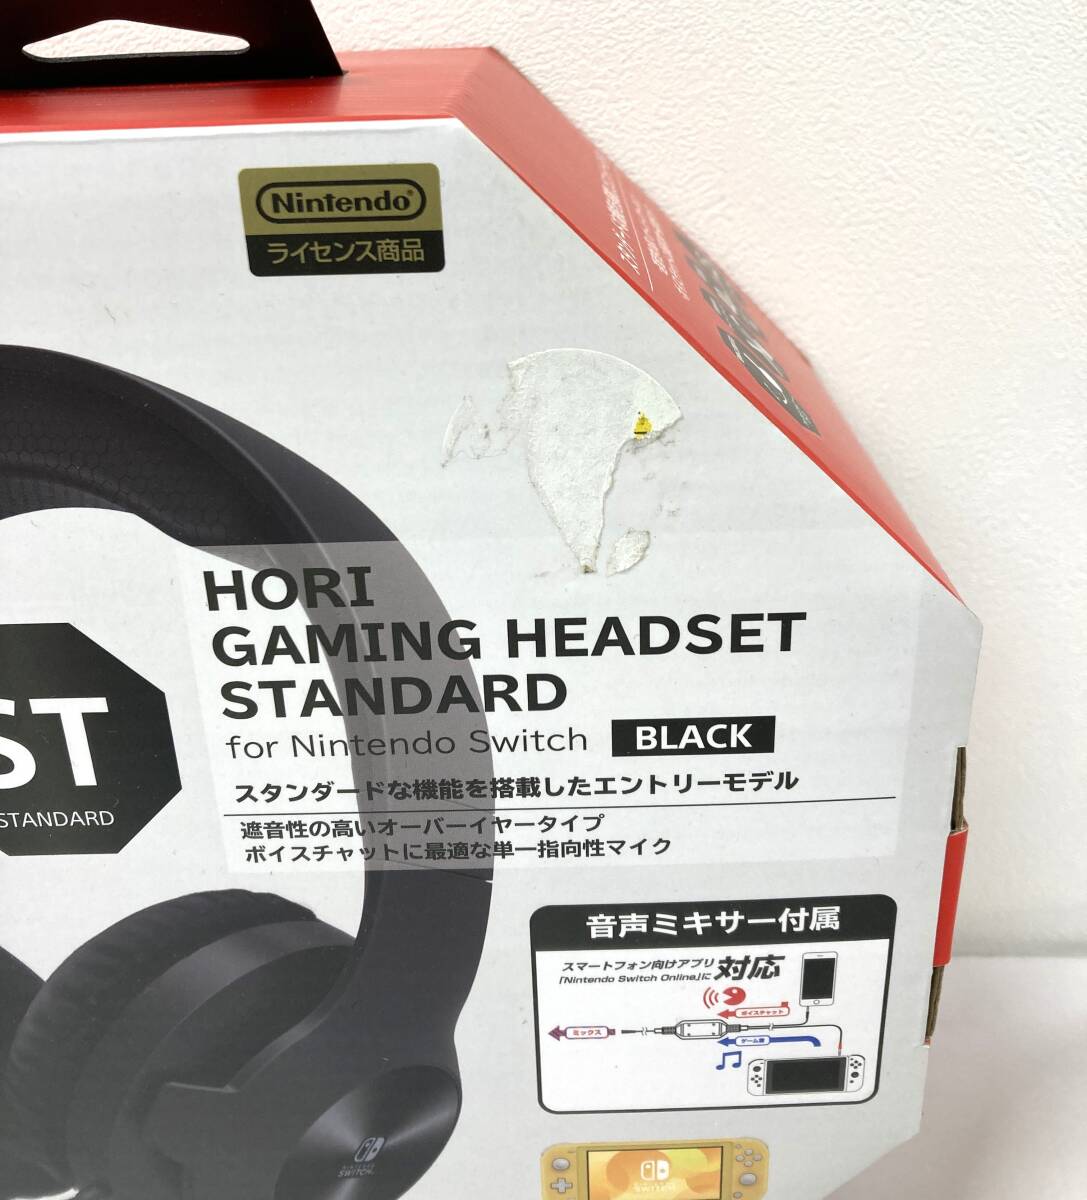 Nintendo®
ライセンス商品
HORI
GAMING HEADSET
STANDARD
for Nintendo Switch BLACK
スタンダードな機能を搭載したエントリーモデル
遮音性の高いオーバーイヤータイプ
ボイスチャットに最適な単一指向性マイク
ST
STANDARD
音声ミキサー付属
スマートフォン向けアプリ
「Nintendo Switch Online」に 対応
ボイスチャット
ミックス
ゲーム音
NINTENDO
SWITCH
NINTENDO
SWITCH